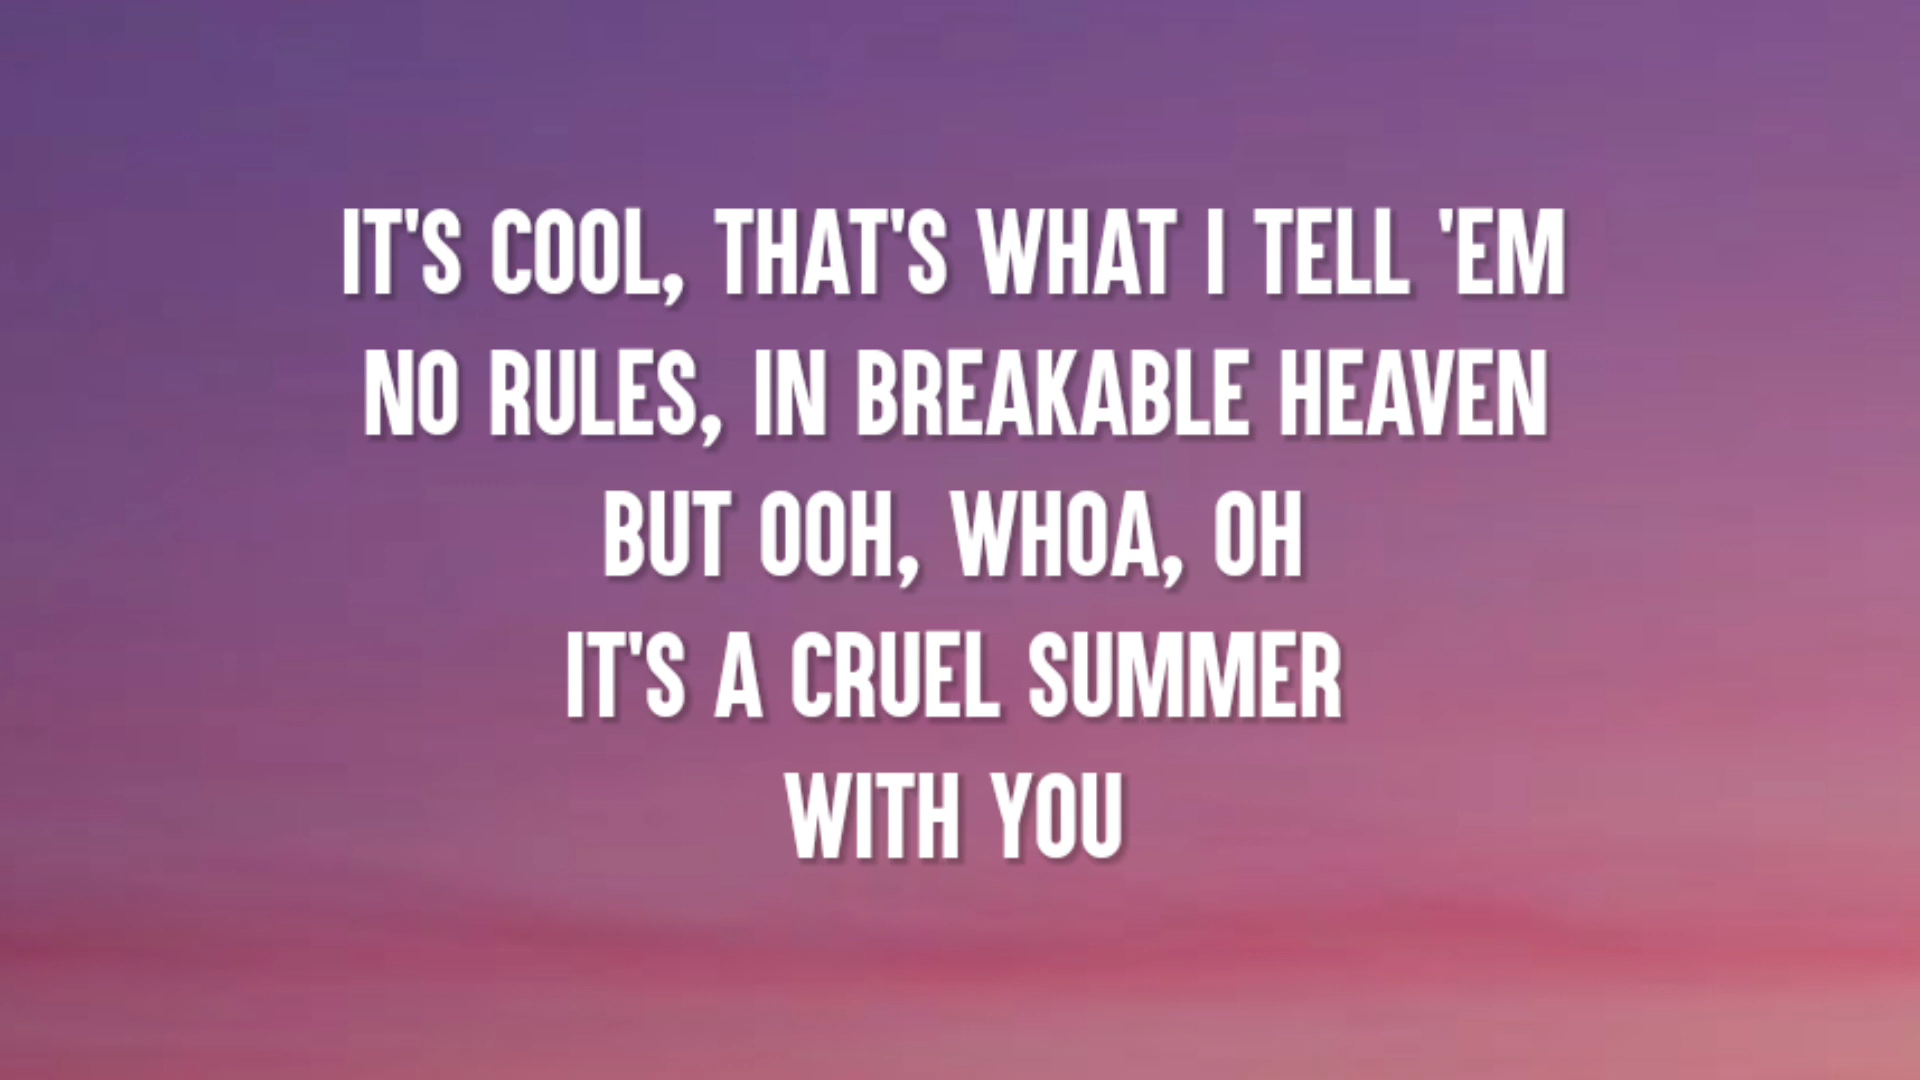 IT'S COOL, THAT'S WHAT I TELL 'EM
NO RULES, IN BREAKABLE HEAVEN
BUT OOH, WHOA, OH
IT'S A CRUEL SUMMER
WITH YOU